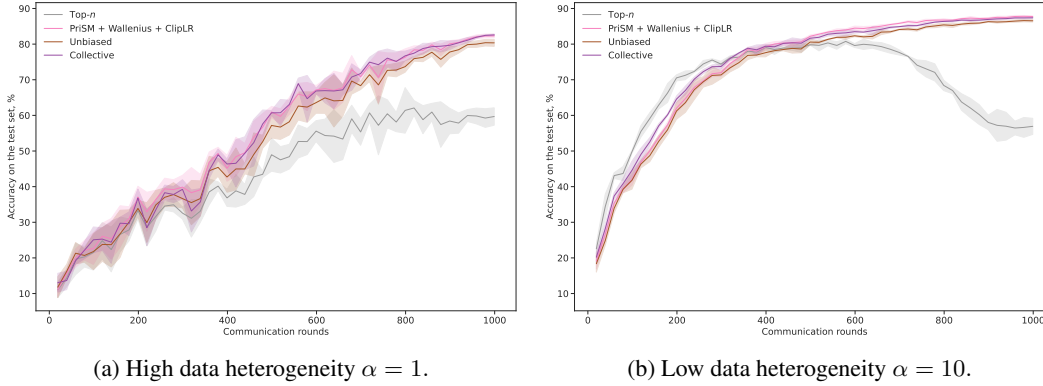 Top-n
PriSM + Wallenius + ClipLR
Unbiased
Collective
90
80
70
60
50
40
30
20
10
Accuracy on the test set, %
0
200
400
600
800
1000
Communication rounds
(a) High data heterogeneity α = 1.
Top-n
PriSM + Wallenius + ClipLR
Unbiased
Collective
90
80
70
60
50
40
30
20
10
Accuracy on the test set, %
0
200
400
600
800
1000
Communication rounds
(b) Low data heterogeneity α = 10.